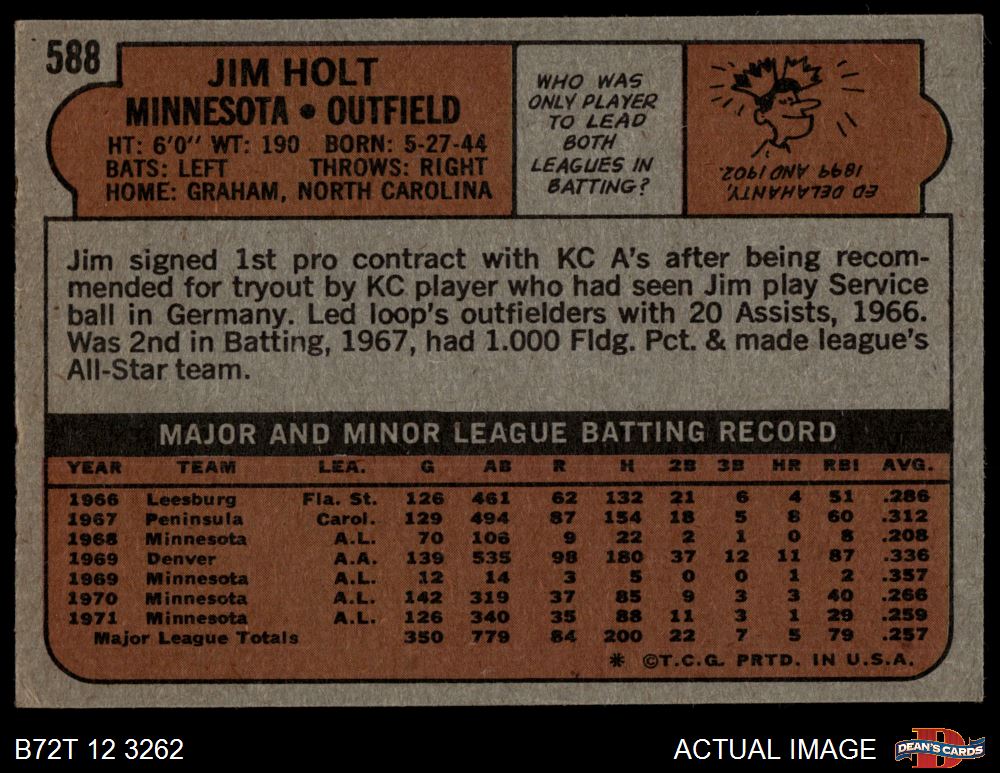 588
JIM HOLT
MINNESOTA • OUTFIELD
HT: 6'0" WT: 190 BORN: 5-27-44
BATS: LEFT THROWS: RIGHT
HOME: GRAHAM, NORTH CAROLINA
WHO WAS
ONLY PLAYER
TO LEAD
BOTH
LEAGUES IN
BATTING?
ED DELAHANTY,
1899 AND 1902.
Jim signed 1st pro contract with KC A's after being recom-
mended for tryout by KC player who had seen Jim play Service
ball in Germany. Led loop's outfielders with 20 Assists, 1966.
Was 2nd in Batting, 1967, had 1.000 Fldg. Pct. & made league's
All-Star team.
MAJOR AND MINOR LEAGUE BATTING RECORD
YEAR TEAM LEA. G AB R H 2B 3B HR RBI AVG.
1966 Leesburg Fla. St. 126 461 62 132 21 6 4 51 .286
1967 Peninsula Carol. 129 494 87 154 18 5 8 60 .312
1968 Minnesota A.L. 70 106 9 22 2 1 0 8 .208
1969 Denver A.A. 139 535 98 180 37 12 11 87 .336
1969 Minnesota A.L. 12 14 3 5 0 0 1 2 .357
1970 Minnesota A.L. 142 319 37 85 9 3 3 40 .266
1971 Minnesota A.L. 126 340 35 88 11 3 1 29 .259
Major League Totals 350 779 84 200 22 7 5 79 .257
* ©T.C.G. PRTD. IN U.S.A.
B72T 12 3262
ACTUAL IMAGE
D
DEAN'S CARDS